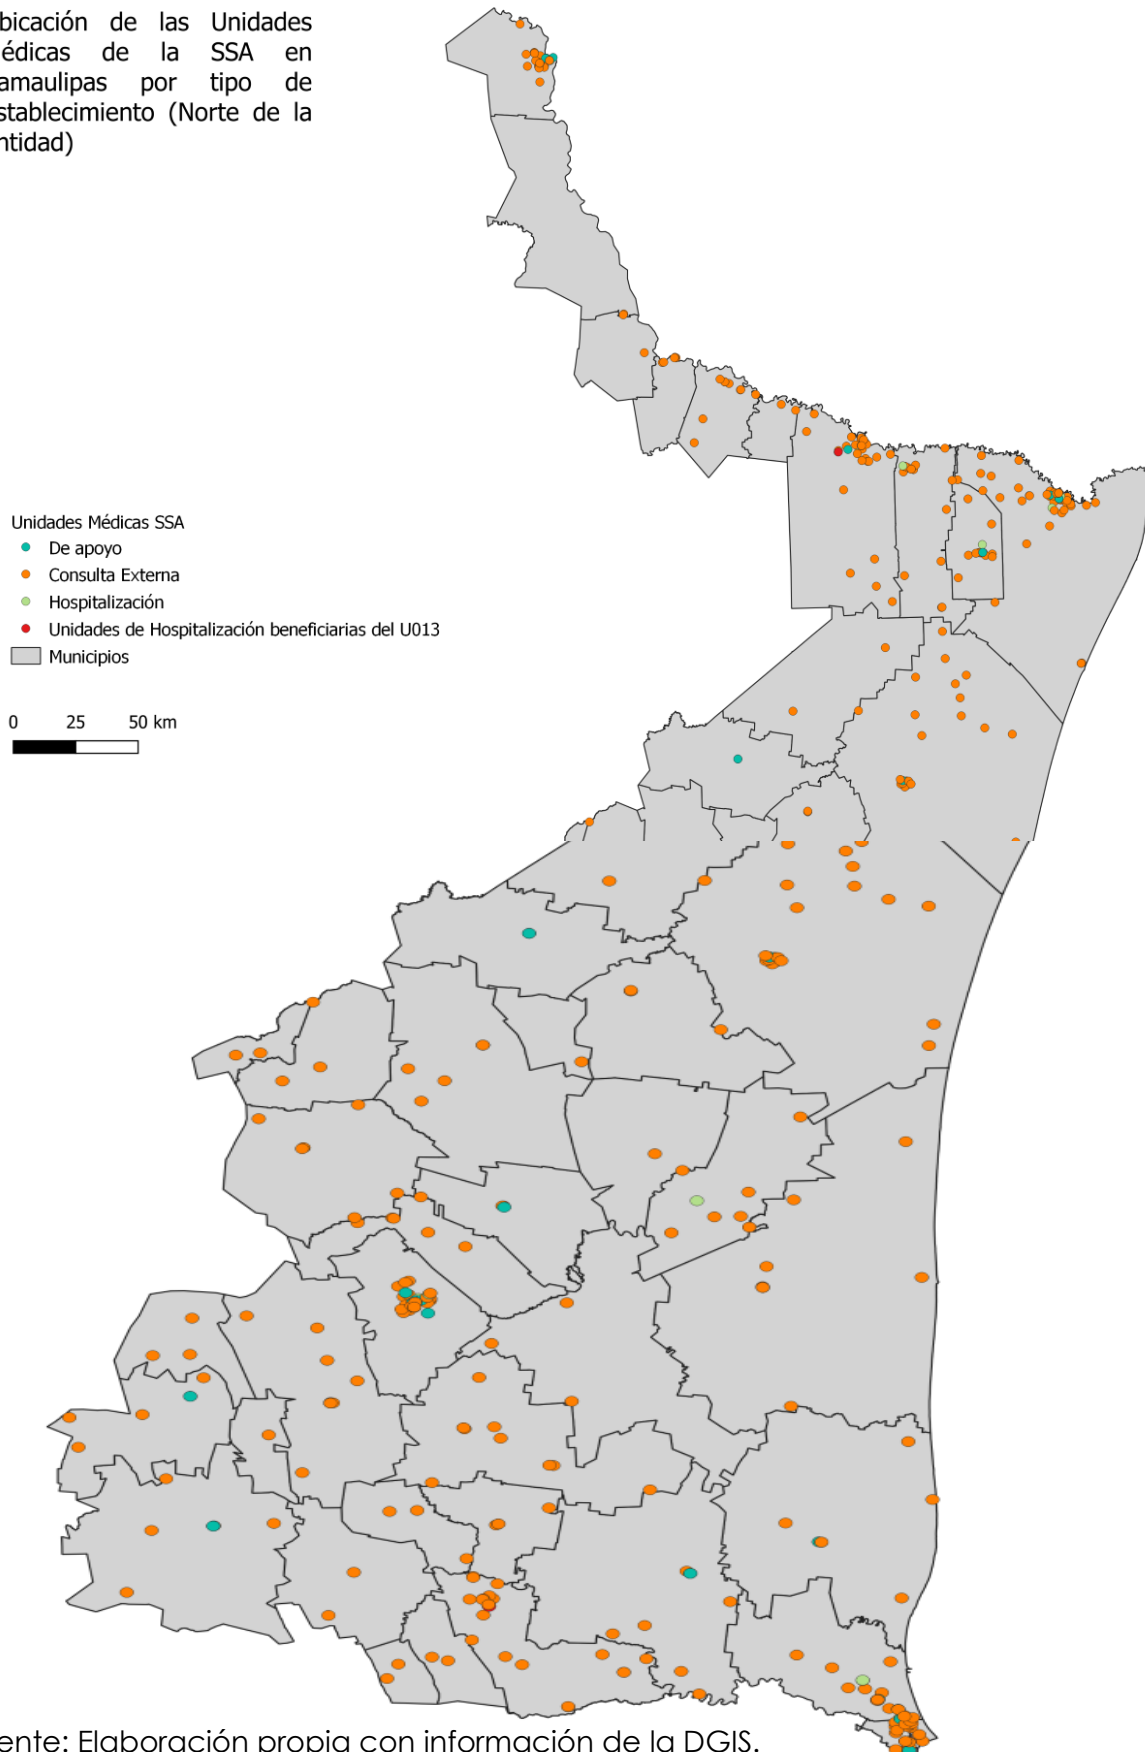 bicación de las Unidades
édicas de la SSA en
amaulipas por tipo de
stablecimiento (Norte de la
ntidad)
Unidades Médicas SSA
De apoyo
Consulta Externa
Hospitalización
Unidades de Hospitalización beneficiarias del U013
Municipios
0 25 50 km
ente: Elaboración propia con información de la DGIS.